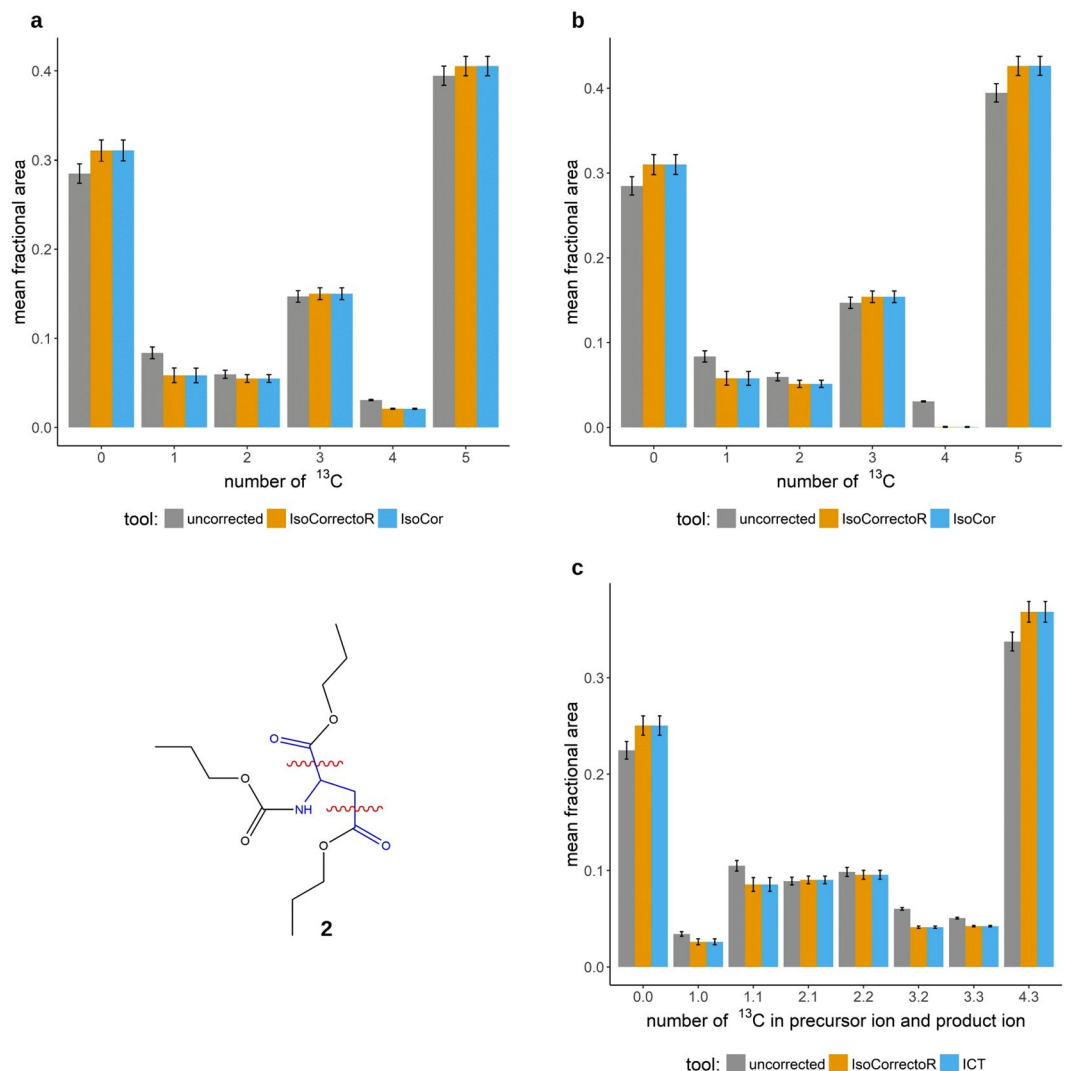 a
mean fractional area
0.4
0.3
0.2
0.1
0.0
0 1 2 3 4 5
number of ¹³C
tool: uncorrected IsoCorrectoR IsoCor
b
mean fractional area
0.4
0.3
0.2
0.1
0.0
0 1 2 3 4 5
number of ¹³C
tool: uncorrected IsoCorrectoR IsoCor
O
O
O
NH
O
O
O
2
c
mean fractional area
0.3
0.2
0.1
0.0
0.0 1.0 1.1 2.1 2.2 3.2 3.3 4.3
number of ¹³C in precursor ion and product ion
tool: uncorrected IsoCorrectoR ICT